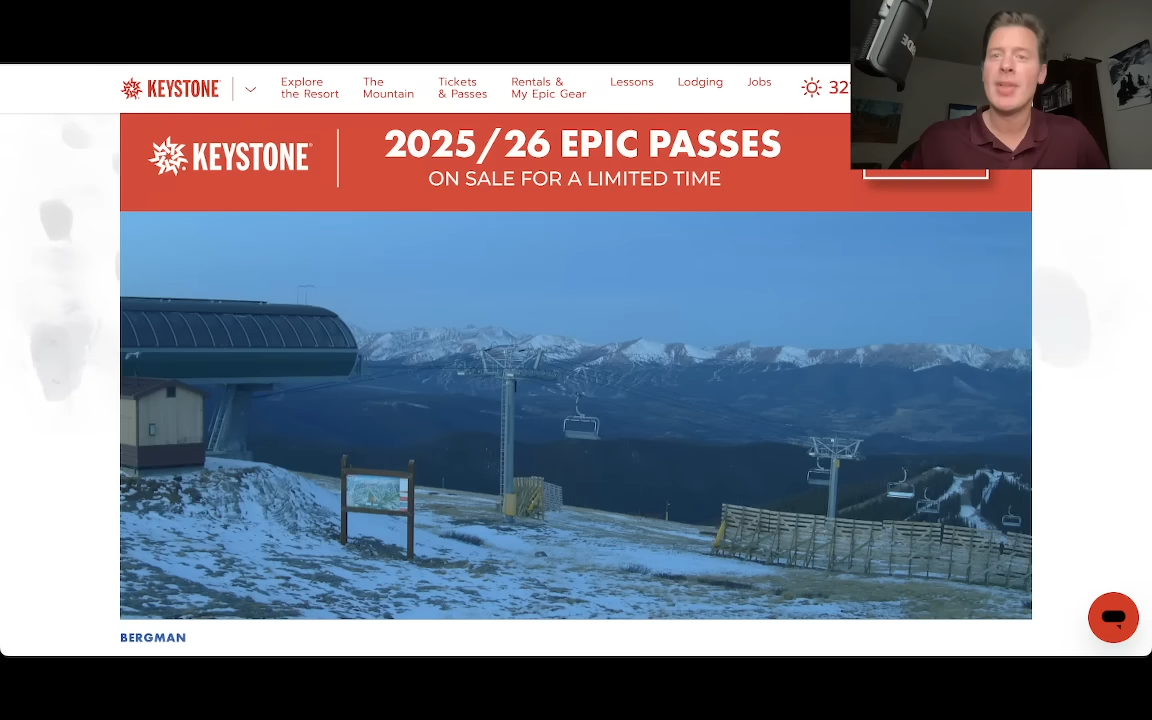 KEYSTONE
Explore
the Resort
The
Mountain
Tickets
& Passes
Rentals &
My Epic Gear
Lessons
Lodging
Jobs
32°
KEYSTONE
2025/26 EPIC PASSES
ON SALE FOR A LIMITED TIME
BERGMAN